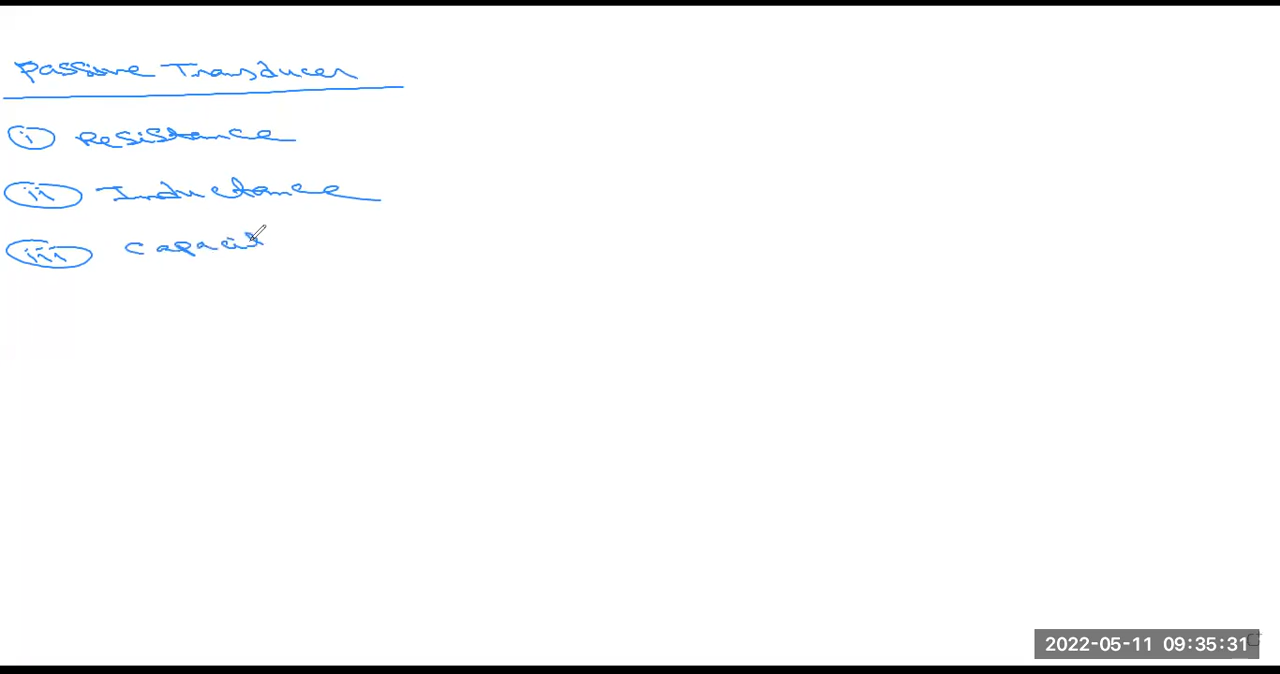 Passive Transducer
i Resistance
ii Inductance
iii Capacit
2022-05-11 09:35:31